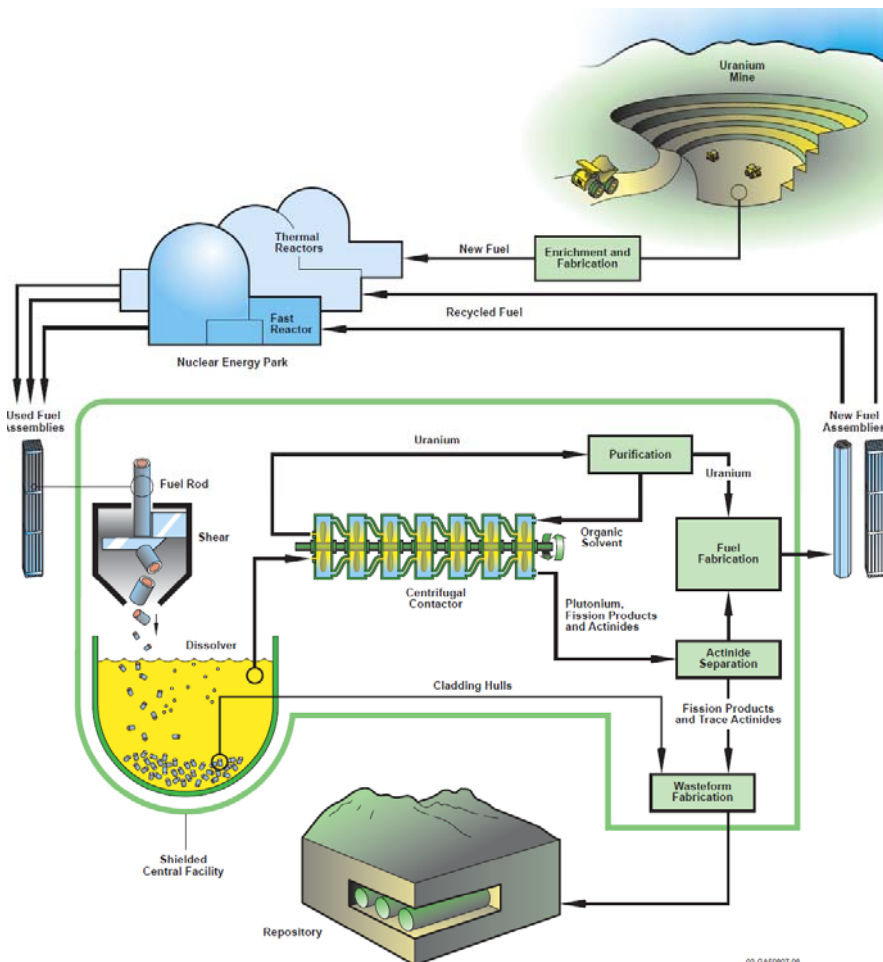 Uranium
Mine
Thermal
Reactors
New Fuel
Enrichment and
Fabrication
Fast
Reactor
Recycled Fuel
Nuclear Energy Park
Used Fuel
Assemblies
New Fuel
Assemblies
Fuel Rod
Shear
Uranium
Purification
Uranium
Organic
Solvent
Fuel
Fabrication
Centrifugal
Contactor
Plutonium,
Fission Products
and Actinides
Dissolver
Actinide
Separation
Cladding Hulls
Fission Products
and Trace Actinides
Wasteform
Fabrication
Shielded
Central Facility
Repository